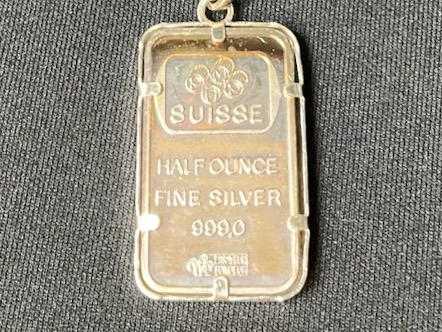 SUISSE
HALF OUNCE
FINE SILVER
999,0